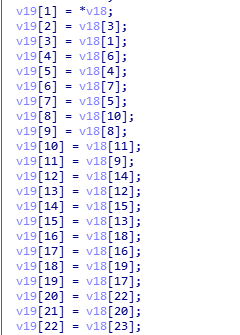 v19[1] = *v18;
v19[2] = v18[3];
v19[3] = v18[1];
v19[4] = v18[6];
v19[5] = v18[4];
v19[6] = v18[7];
v19[7] = v18[5];
v19[8] = v18[10];
v19[9] = v18[8];
v19[10] = v18[11];
v19[11] = v18[9];
v19[12] = v18[14];
v19[13] = v18[12];
v19[14] = v18[15];
v19[15] = v18[13];
v19[16] = v18[18];
v19[17] = v18[16];
v19[18] = v18[19];
v19[19] = v18[17];
v19[20] = v18[22];
v19[21] = v18[20];
v19[22] = v18[23];